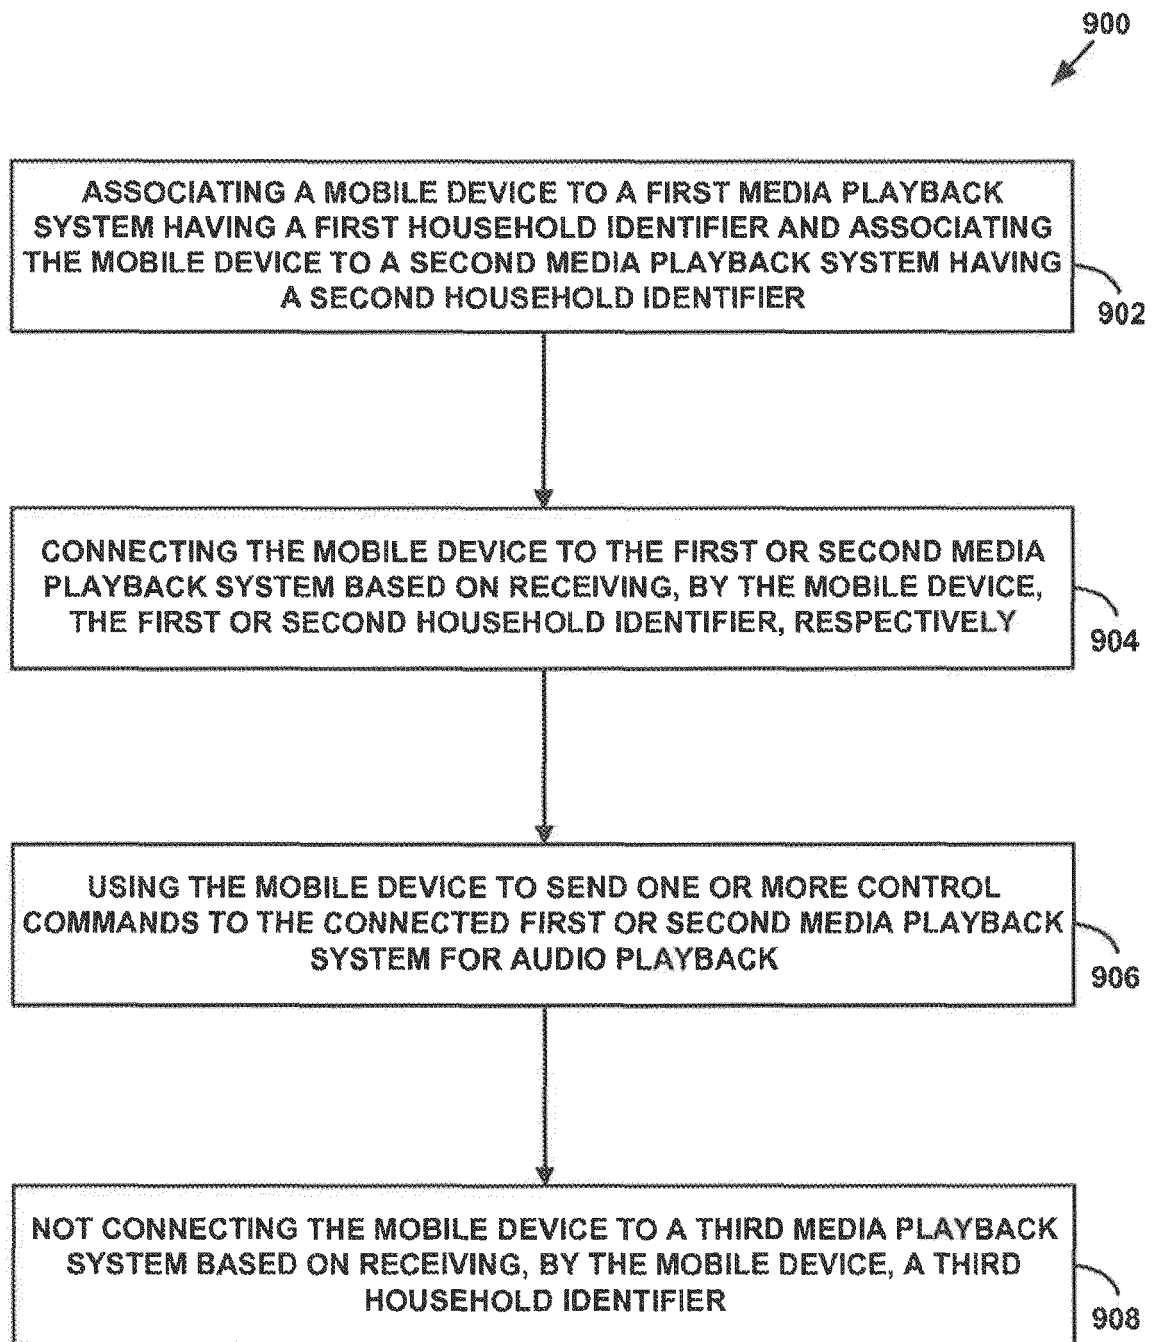 900
ASSOCIATING A MOBILE DEVICE TO A FIRST MEDIA PLAYBACK
SYSTEM HAVING A FIRST HOUSEHOLD IDENTIFIER AND ASSOCIATING
THE MOBILE DEVICE TO A SECOND MEDIA PLAYBACK SYSTEM HAVING
A SECOND HOUSEHOLD IDENTIFIER
902
CONNECTING THE MOBILE DEVICE TO THE FIRST OR SECOND MEDIA
PLAYBACK SYSTEM BASED ON RECEIVING, BY THE MOBILE DEVICE,
THE FIRST OR SECOND HOUSEHOLD IDENTIFIER, RESPECTIVELY
904
USING THE MOBILE DEVICE TO SEND ONE OR MORE CONTROL
COMMANDS TO THE CONNECTED FIRST OR SECOND MEDIA PLAYBACK
SYSTEM FOR AUDIO PLAYBACK
906
NOT CONNECTING THE MOBILE DEVICE TO A THIRD MEDIA PLAYBACK
SYSTEM BASED ON RECEIVING, BY THE MOBILE DEVICE, A THIRD
HOUSEHOLD IDENTIFIER
908